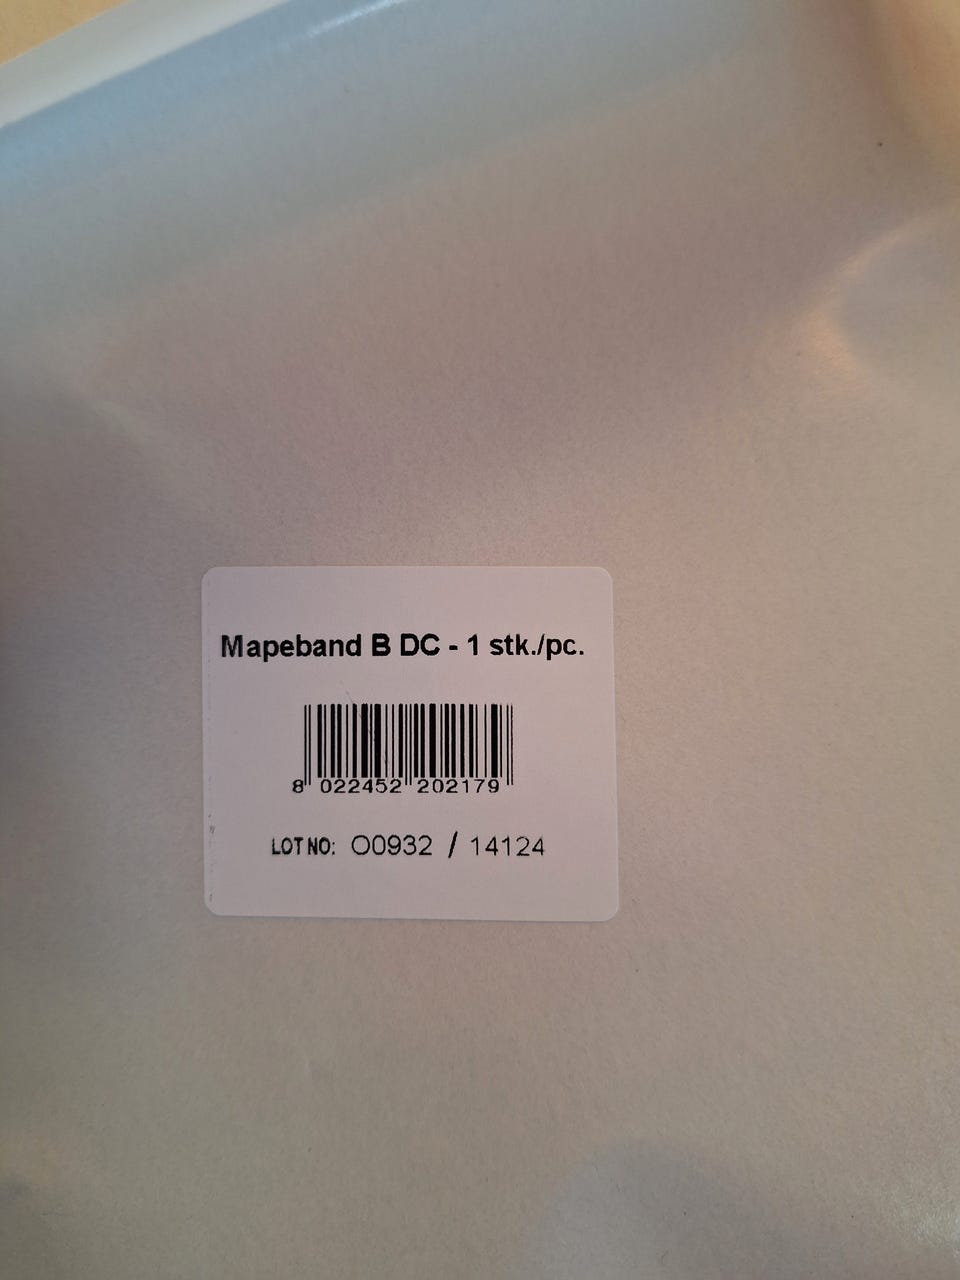 Mapeband B DC - 1 stk./pc.
8 022452 202179
LOT NO: O0932 / 14124